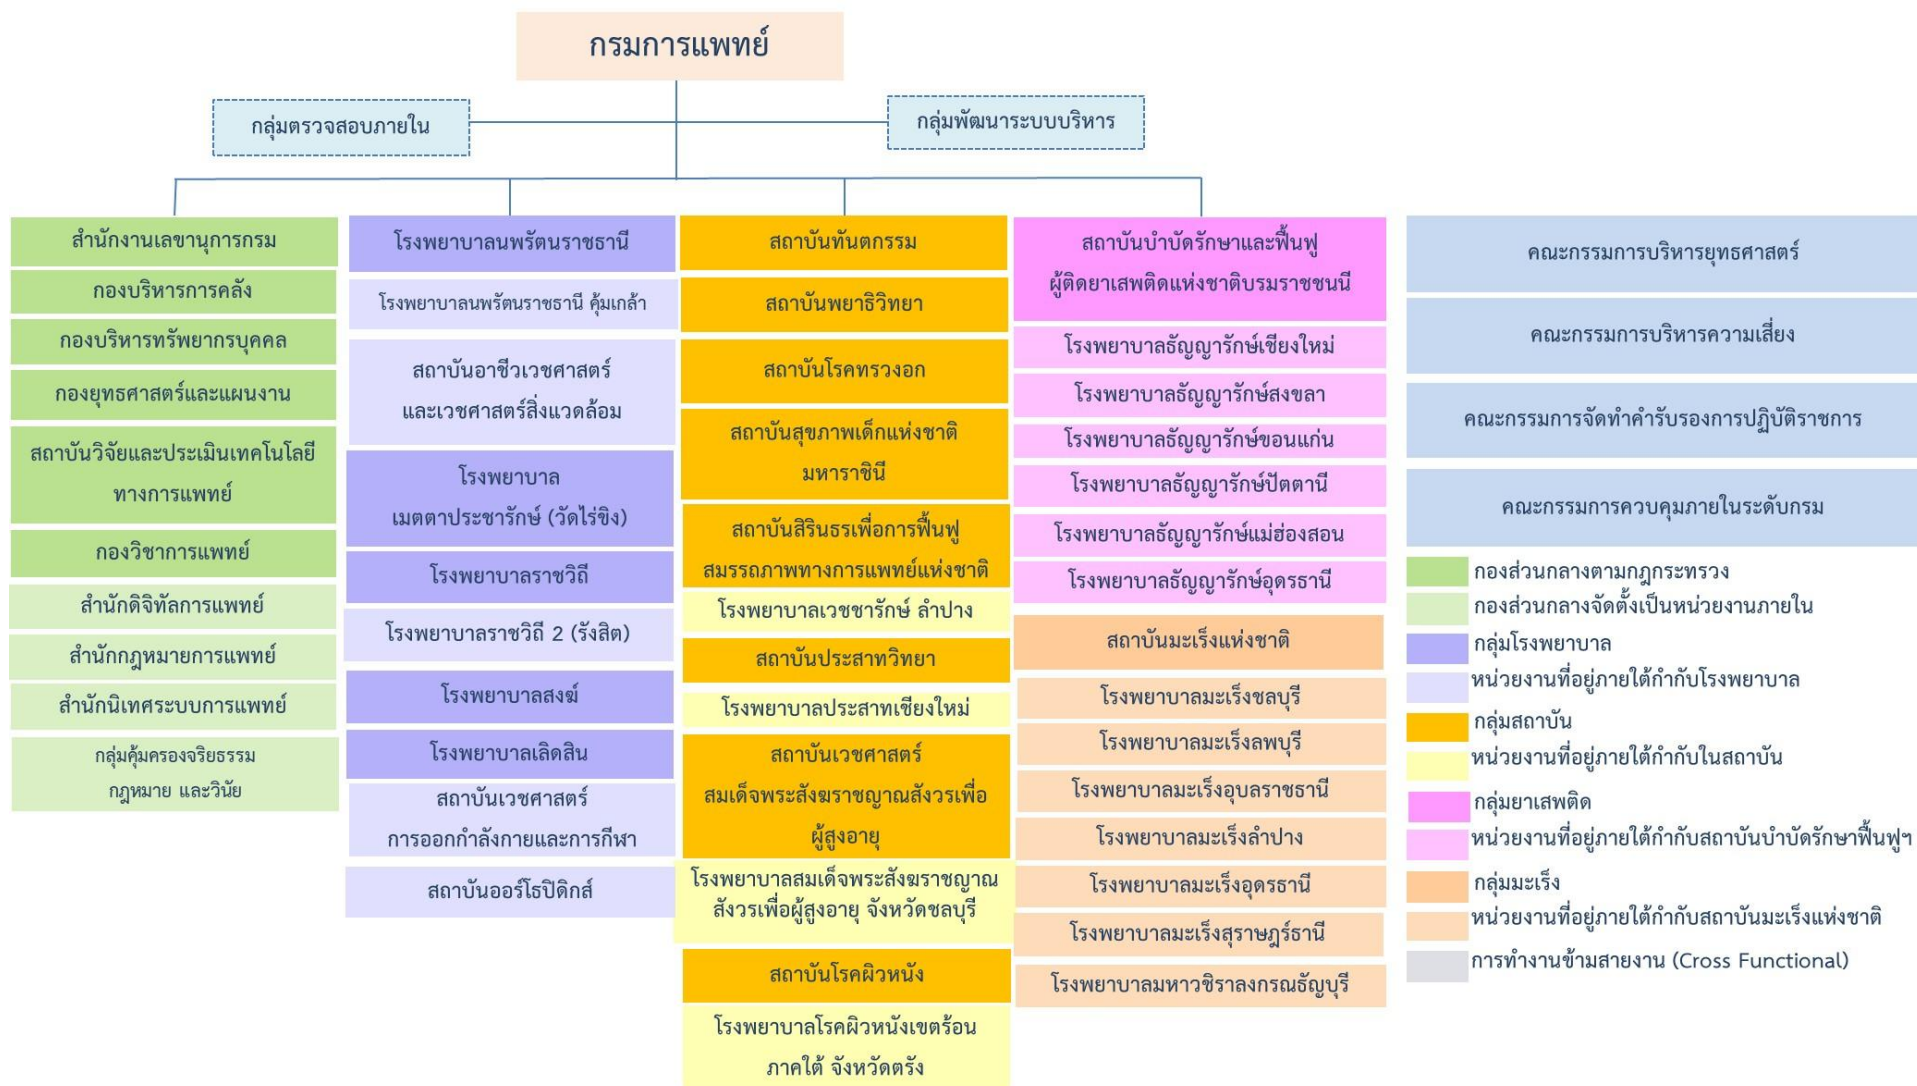 กรมการแพทย์
กลุ่มตรวจสอบภายใน
กลุ่มพัฒนาระบบบริหาร
สำนักงานเลขานุการกรม
กองบริหารการคลัง
กองบริหารทรัพยากรบุคคล
กองยุทธศาสตร์และแผนงาน
สถาบันวิจัยและประเมินเทคโนโลยี
ทางการแพทย์
กองวิชาการแพทย์
สำนักดิจิทัลการแพทย์
สำนักกฎหมายการแพทย์
สำนักนิเทศระบบการแพทย์
กลุ่มคุ้มครองจริยธรรม
กฎหมาย และวินัย
โรงพยาบาลนพรัตนราชธานี
โรงพยาบาลนพรัตนราชธานี คุ้มเกล้า
สถาบันอาชีวเวชศาสตร์
และเวชศาสตร์สิ่งแวดล้อม
โรงพยาบาล
เมตตาประชารักษ์ (วัดไร่ขิง)
โรงพยาบาลราชวิถี
โรงพยาบาลราชวิถี 2 (รังสิต)
โรงพยาบาลสงฆ์
โรงพยาบาลเลิดสิน
สถาบันเวชศาสตร์
การออกกำลังกายและการกีฬา
สถาบันออร์โธปิดิกส์
สถาบันทันตกรรม
สถาบันพยาธิวิทยา
สถาบันโรคทรวงอก
สถาบันสุขภาพเด็กแห่งชาติ
มหาราชินี
สถาบันสิรินธรเพื่อการฟื้นฟู
สมรรถภาพทางการแพทย์แห่งชาติ
โรงพยาบาลเวชชารักษ์ ลำปาง
สถาบันประสาทวิทยา
โรงพยาบาลประสาทเชียงใหม่
สถาบันเวชศาสตร์
สมเด็จพระสังฆราชญาณสังวรเพื่อ
ผู้สูงอายุ
โรงพยาบาลสมเด็จพระสังฆราชญาณ
สังวรเพื่อผู้สูงอายุ จังหวัดชลบุรี
สถาบันโรคผิวหนัง
โรงพยาบาลโรคผิวหนังเขตร้อน
ภาคใต้ จังหวัดตรัง
สถาบันบำบัดรักษาและฟื้นฟู
ผู้ติดยาเสพติดแห่งชาติบรมราชชนนี
โรงพยาบาลธัญญารักษ์เชียงใหม่
โรงพยาบาลธัญญารักษ์สงขลา
โรงพยาบาลธัญญารักษ์ขอนแก่น
โรงพยาบาลธัญญารักษ์ปัตตานี
โรงพยาบาลธัญญารักษ์แม่ฮ่องสอน
โรงพยาบาลธัญญารักษ์อุดรธานี
สถาบันมะเร็งแห่งชาติ
โรงพยาบาลมะเร็งชลบุรี
โรงพยาบาลมะเร็งลพบุรี
โรงพยาบาลมะเร็งอุบลราชธานี
โรงพยาบาลมะเร็งลำปาง
โรงพยาบาลมะเร็งอุดรธานี
โรงพยาบาลมะเร็งสุราษฎร์ธานี
โรงพยาบาลมหาวชิราลงกรณธัญบุรี
คณะกรรมการบริหารยุทธศาสตร์
คณะกรรมการบริหารความเสี่ยง
คณะกรรมการจัดทำคำรับรองการปฏิบัติราชการ
คณะกรรมการควบคุมภายในระดับกรม
กองส่วนกลางตามกฎกระทรวง
กองส่วนกลางจัดตั้งเป็นหน่วยงานภายใน
กลุ่มโรงพยาบาล
หน่วยงานที่อยู่ภายใต้กำกับโรงพยาบาล
กลุ่มสถาบัน
หน่วยงานที่อยู่ภายใต้กำกับในสถาบัน
กลุ่มยาเสพติด
หน่วยงานที่อยู่ภายใต้กำกับสถาบันบำบัดรักษาฟื้นฟูฯ
กลุ่มมะเร็ง
หน่วยงานที่อยู่ภายใต้กำกับสถาบันมะเร็งแห่งชาติ
การทำงานข้ามสายงาน (Cross Functional)